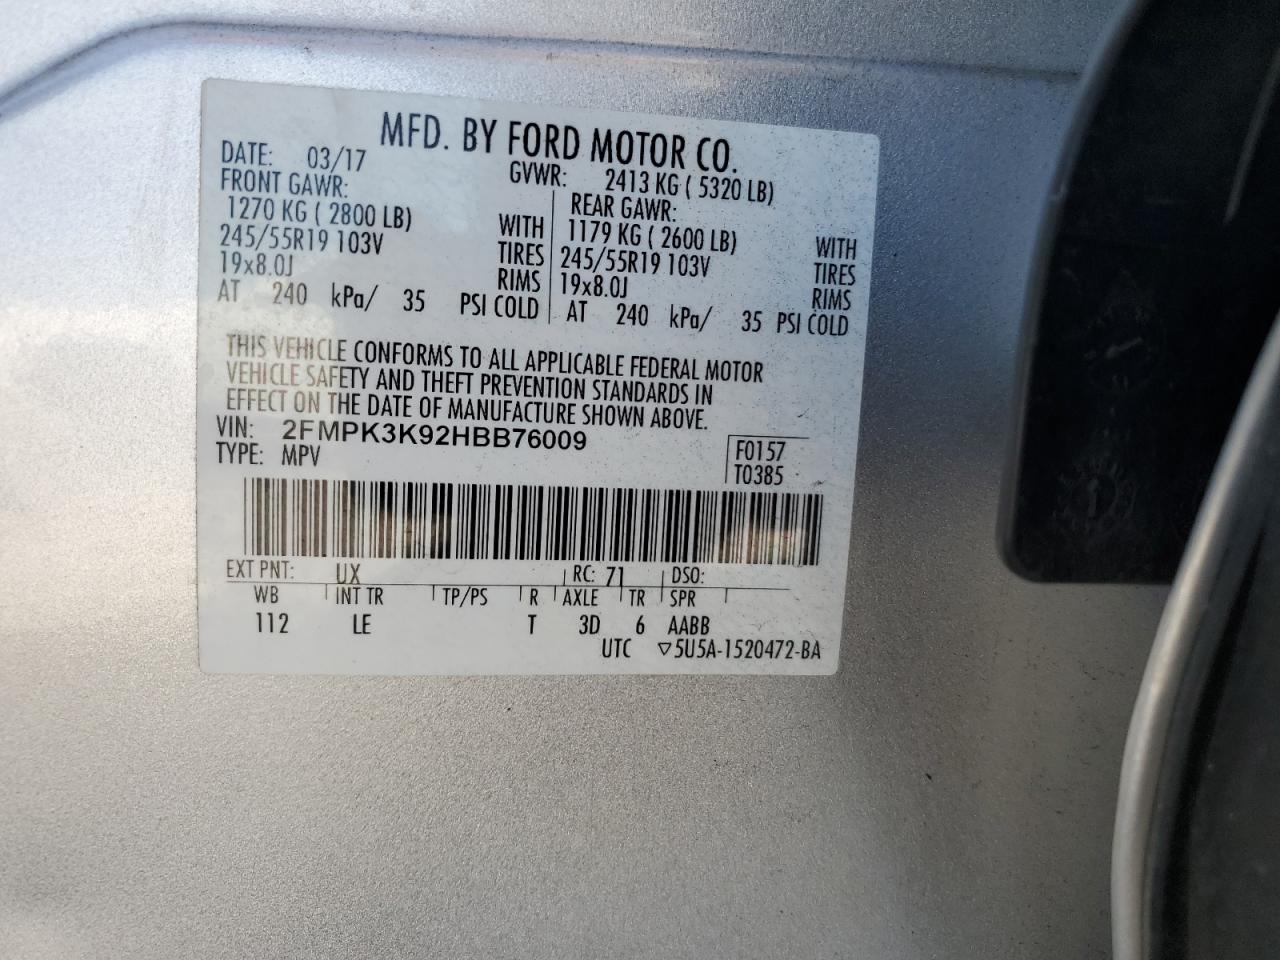 MFD. BY FORD MOTOR CO.
DATE: 03/17 GVWR: 2413 KG ( 5320 LB)
FRONT GAWR: REAR GAWR:
1270 KG ( 2800 LB) WITH 1179 KG ( 2600 LB) WITH
245/55R19 103V TIRES 245/55R19 103V TIRES
19x8.0J RIMS 19x8.0J RIMS
AT 240 kPa/ 35 PSI COLD AT 240 kPa/ 35 PSI COLD
THIS VEHICLE CONFORMS TO ALL APPLICABLE FEDERAL MOTOR
VEHICLE SAFETY AND THEFT PREVENTION STANDARDS IN
EFFECT ON THE DATE OF MANUFACTURE SHOWN ABOVE.
VIN: 2FMPK3K92HBB76009 F0157
TYPE: MPV T0385
EXT PNT: UX RC: 71 DSO:
WB INT TR TP/PS R AXLE TR SPR
112 LE T 3D 6 AABB
UTC ▽5U5A-1520472-BA